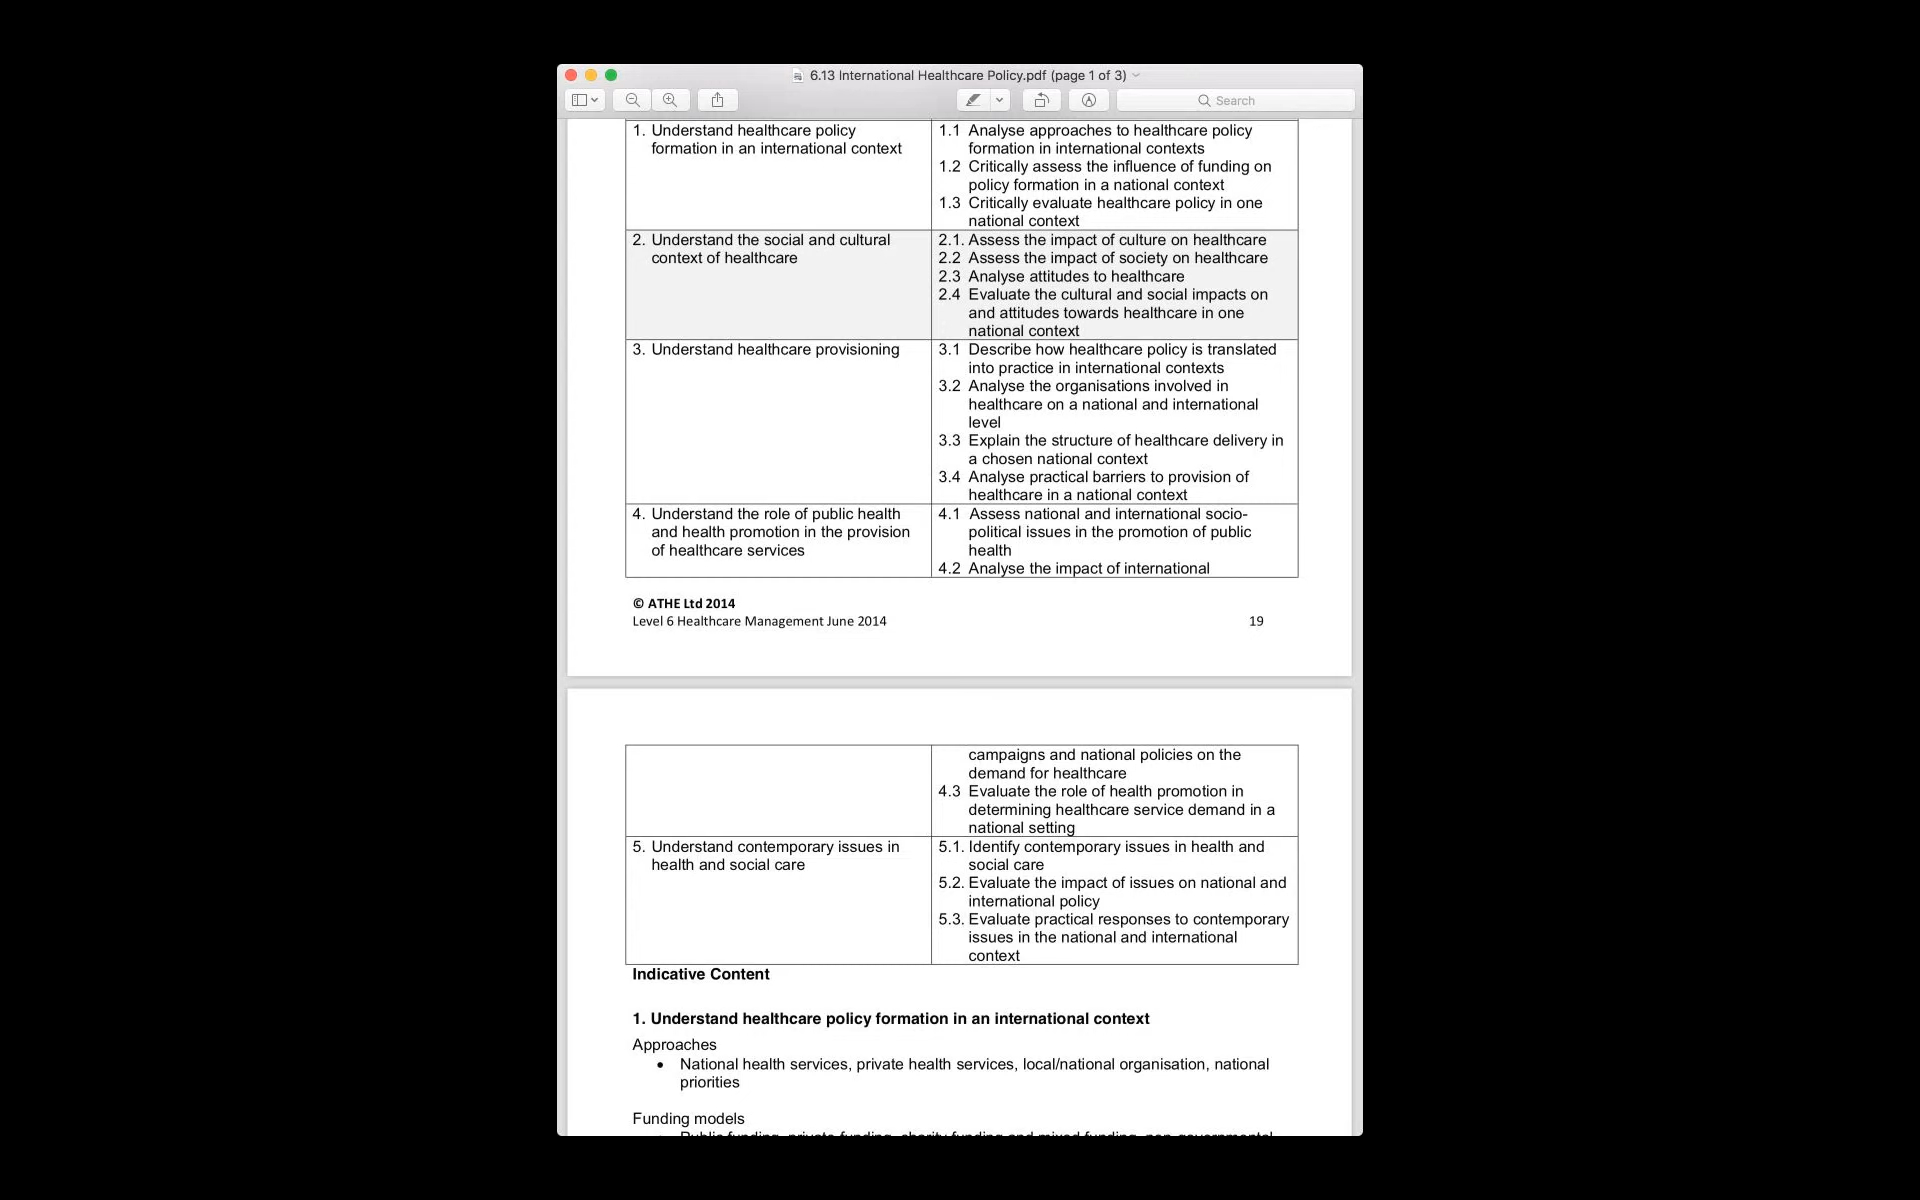 6.13 International Healthcare Policy.pdf (page 1 of 3)
Search
1. Understand healthcare policy
formation in an international context
1.1 Analyse approaches to healthcare policy
formation in international contexts
1.2 Critically assess the influence of funding on
policy formation in a national context
1.3 Critically evaluate healthcare policy in one
national context
2. Understand the social and cultural
context of healthcare
2.1. Assess the impact of culture on healthcare
2.2 Assess the impact of society on healthcare
2.3 Analyse attitudes to healthcare
2.4 Evaluate the cultural and social impacts on
and attitudes towards healthcare in one
national context
3. Understand healthcare provisioning
3.1 Describe how healthcare policy is translated
into practice in international contexts
3.2 Analyse the organisations involved in
healthcare on a national and international
level
3.3 Explain the structure of healthcare delivery in
a chosen national context
3.4 Analyse practical barriers to provision of
healthcare in a national context
4. Understand the role of public health
and health promotion in the provision
of healthcare services
4.1 Assess national and international socio-
political issues in the promotion of public
health
4.2 Analyse the impact of international
© ATHE Ltd 2014
Level 6 Healthcare Management June 2014 19
campaigns and national policies on the
demand for healthcare
4.3 Evaluate the role of health promotion in
determining healthcare service demand in a
national setting
5. Understand contemporary issues in
health and social care
5.1. Identify contemporary issues in health and
social care
5.2. Evaluate the impact of issues on national and
international policy
5.3. Evaluate practical responses to contemporary
issues in the national and international
context
Indicative Content
1. Understand healthcare policy formation in an international context
Approaches
• National health services, private health services, local/national organisation, national
priorities
Funding models
Public funding, private funding, charity funding and mixed funding, non-governmental